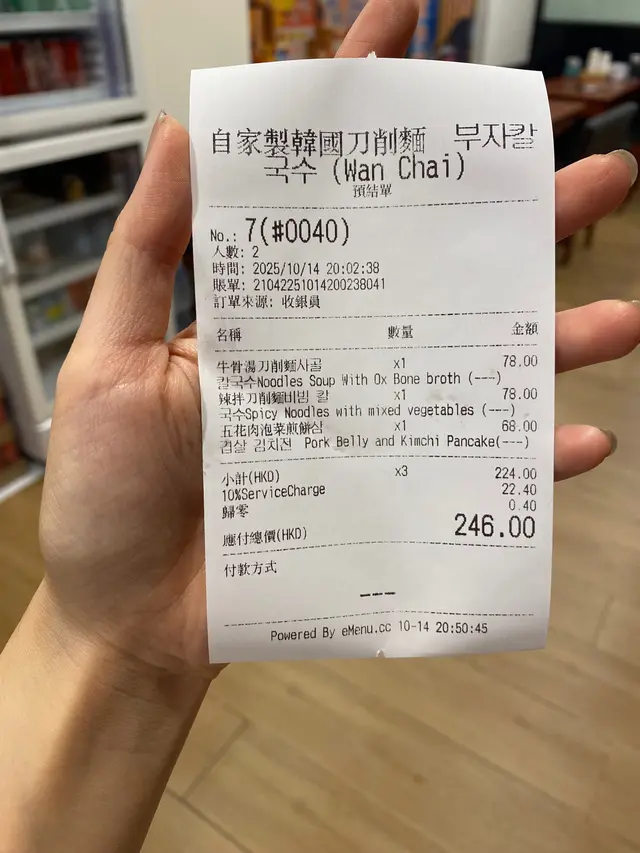 自家製韓國刀削麵 부자칼
국수 (Wan Chai)
預結單
No.: 7(#0040)
人數: 2
時間: 2025/10/14 20:02:38
賬單: 21042251014200238041
訂單來源: 收銀員
名稱 數量 金額
牛骨湯刀削麵사골 x1 78.00
칼국수Noodles Soup With Ox Bone broth (---)
辣拌刀削麵비빔 칼 x1 78.00
국수Spicy Noodles with mixed vegetables (---)
五花肉泡菜煎餅삼 x1 68.00
겹살 김치전 Pork Belly and Kimchi Pancake(---)
小計(HKD) x3 224.00
10%ServiceCharge 22.40
歸零 0.40
應付總價(HKD) 246.00
付款方式
---
Powered By eMenu.cc 10-14 20:50:45